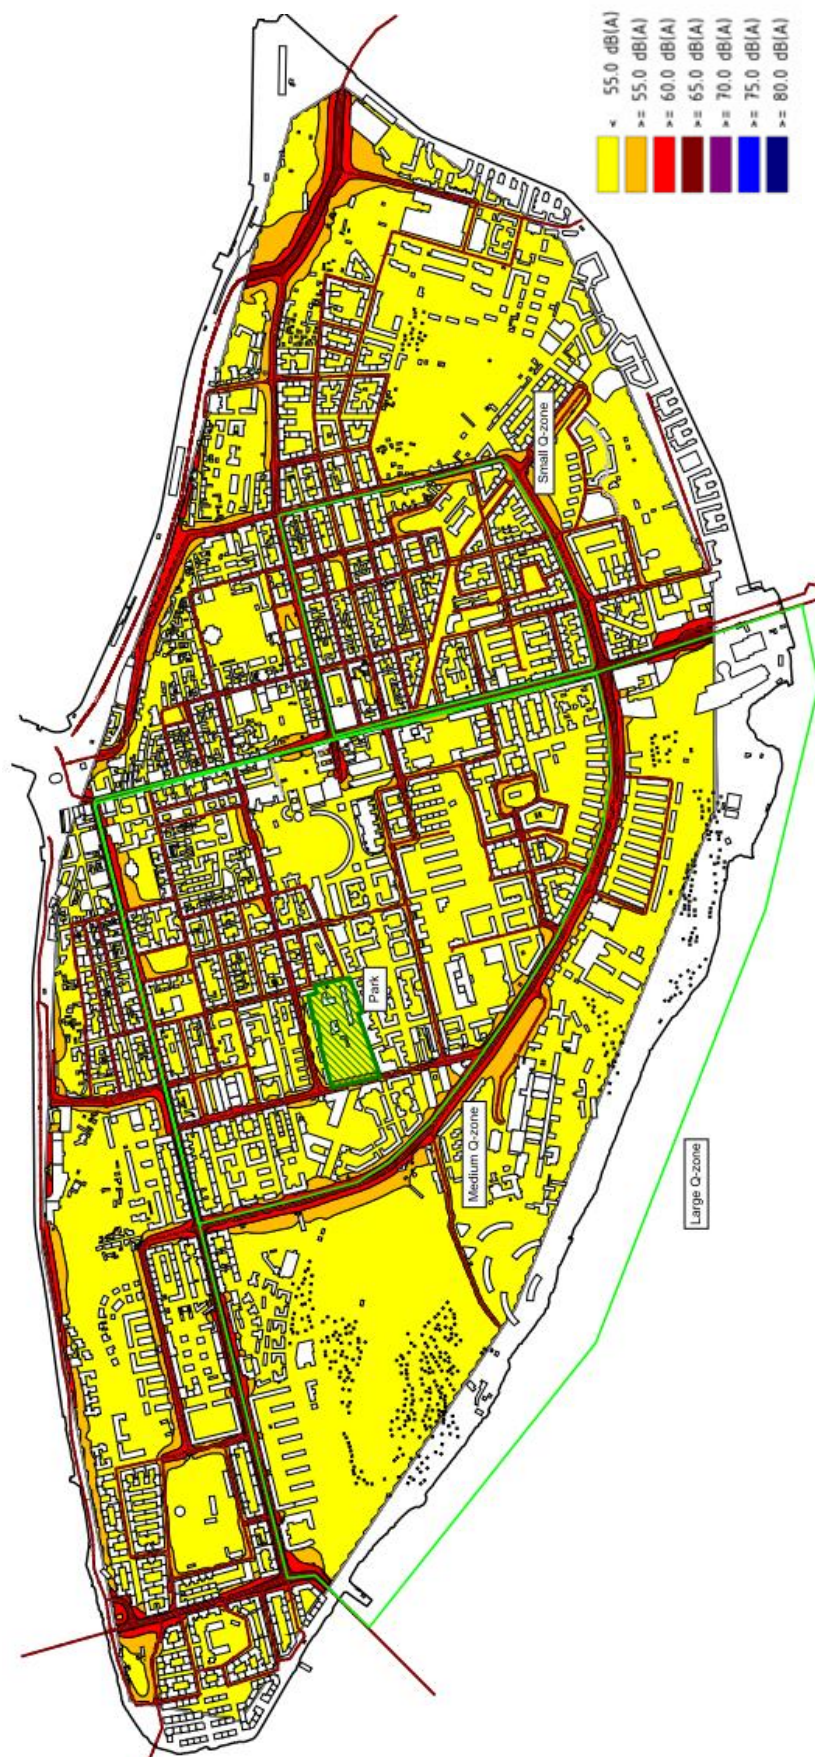 < 55.0 dB(A)
>= 55.0 dB(A)
>= 60.0 dB(A)
>= 65.0 dB(A)
>= 70.0 dB(A)
>= 75.0 dB(A)
>= 80.0 dB(A)
Small Q-zone
Park
Medium Q-zone
Large Q-zone